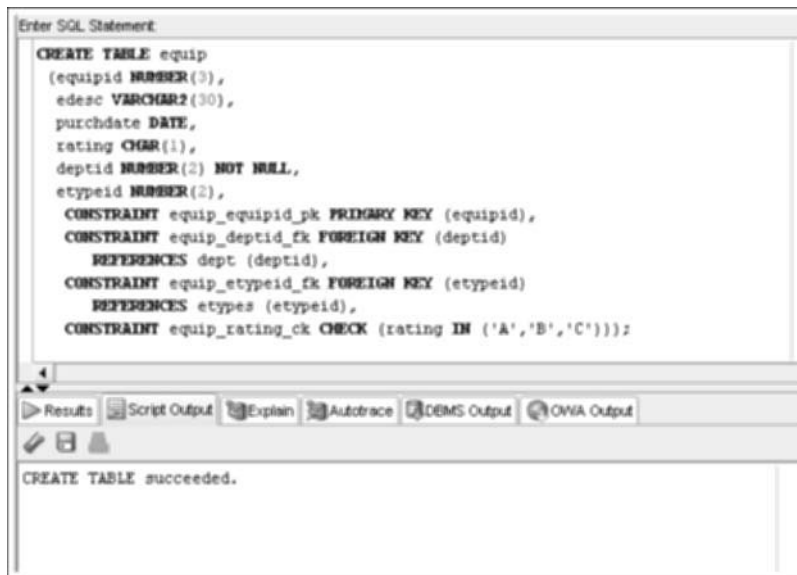 Enter SQL Statement:
CREATE TABLE equip
(equipid NUMBER(3),
edesc VARCHAR2(30),
purchdate DATE,
rating CHAR(1),
deptid NUMBER(2) NOT NULL,
etypeid NUMBER(2),
CONSTRAINT equip_equipid_pk PRIMARY KEY (equipid),
CONSTRAINT equip_deptid_fk FOREIGN KEY (deptid)
REFERENCES dept (deptid),
CONSTRAINT equip_etypeid_fk FOREIGN KEY (etypeid)
REFERENCES etypes (etypeid),
CONSTRAINT equip_rating_ck CHECK (rating IN ('A','B','C')));
Results Script Output Explain Autotrace DBMS Output OWA Output
CREATE TABLE succeeded.